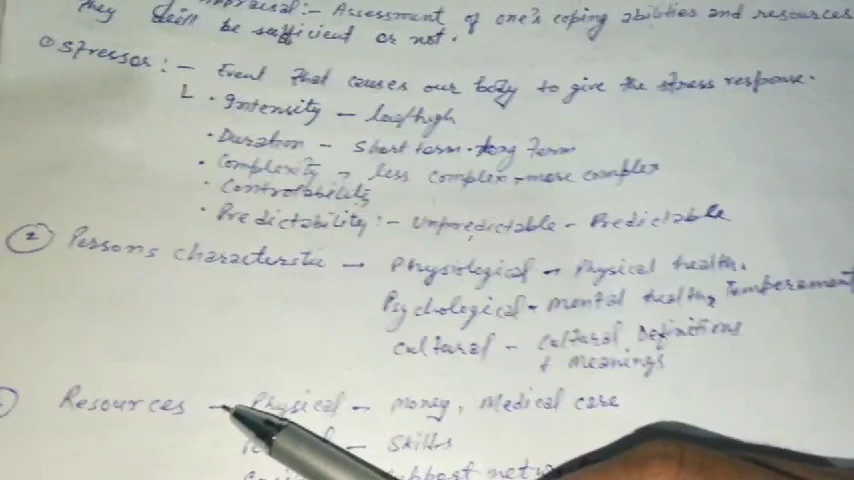 Appraisal:- Assessment of one's coping abilities and resources
They will be sufficient or not.
Stressor:- Event that causes our body to give the stress response.
• Intensity - low/high
• Duration - Short term - long term
• Complexity - less complex - more complex
• Controlability
• Predictability:- Unpredictable - Predictable
2 Persons characteristic - Physiological - Physical health.
Psychological - mental health, Temperament
Cultural - Cultural Definitions
& Meanings
Resources - Physical - Money, Medical care
- Skills